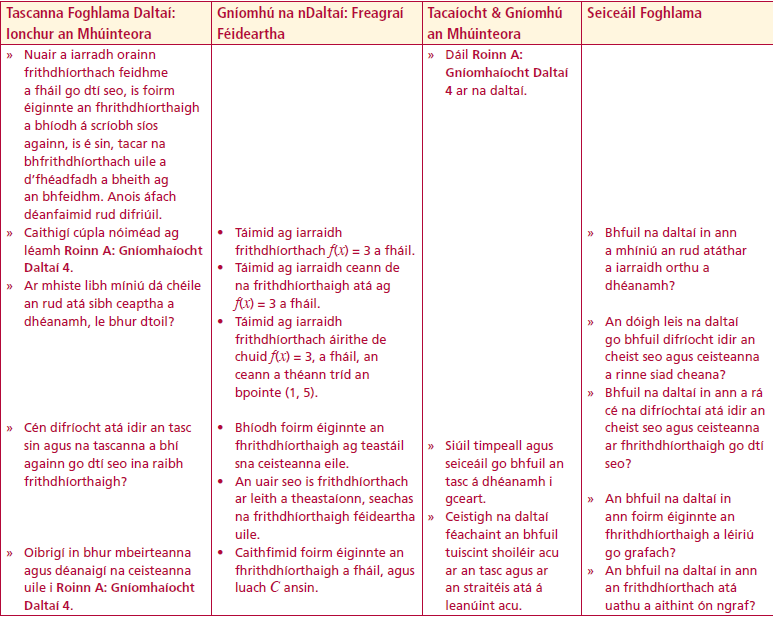 Tascanna Foghlama Daltaí:
Ionchur an Mhúinteora
» Nuair a iarradh orainn
frithdhíorthach feidhme
a fháil go dtí seo, is foirm
éiginnte an fhrithdhíorthaigh
a bhíodh á scríobh síos
againn, is é sin, tacar na
bhfrithdhíorthach uile a
d'fhéadfadh a bheith ag
an bhfeidhm. Anois áfach
déanfaimid rud difriúil.
» Caithigí cúpla nóiméad ag
léamh Roinn A: Gníomhaíocht
Daltaí 4.
» Ar mhiste libh míniú dá chéile
an rud atá sibh ceaptha a
dhéanamh, le bhur dtoil?
» Cén difríocht atá idir an tasc
sin agus na tascanna a bhí
againn go dtí seo ina raibh
frithdhíorthaigh?
» Oibrigí in bhur mbeirteanna
agus déanaigí na ceisteanna
uile i Roinn A: Gníomhaíocht
Daltaí 4.
Gníomhú na nDaltaí: Freagraí
Féideartha
• Táimid ag iarraidh
frithdhíorthach f(x) = 3 a fháil.
• Táimid ag iarraidh ceann de
na frithdhíorthaigh atá ag
f(x) = 3 a fháil.
• Táimid ag iarraidh
frithdhíorthach áirithe de
chuid f(x) = 3, a fháil, an
ceann a théann tríd an
bpointe (1, 5).
• Bhíodh foirm éiginnte an
fhrithdhíorthaigh ag teastáil
sna ceisteanna eile.
• An uair seo is frithdhíorthach
ar leith a theastaíonn, seachas
na frithdhíorthaigh féideartha
uile.
• Caithfimid foirm éiginnte an
fhrithdhíorthaigh a fháil, agus
luach C ansin.
Tacaíocht & Gníomhú
an Mhúinteora
» Dáil Roinn A:
Gníomhaíocht Daltaí
4 ar na daltaí.
» Siúil timpeall agus
seiceáil go bhfuil an
tasc á dhéanamh i
gceart.
» Ceistigh na daltaí
féachaint an bhfuil
tuiscint shoiléir acu
ar an tasc agus ar
an straitéis atá á
leanúint acu.
Seiceáil Foghlama
» Bhfuil na daltaí in ann
a mhíniú an rud atáthar
a iarraidh orthu a
dhéanamh?
» An dóigh leis na daltaí
go bhfuil difríocht idir an
cheist seo agus ceisteanna
a rinne siad cheana?
» Bhfuil na daltaí in ann a rá
cé na difríochtaí atá idir an
cheist seo agus ceisteanna
ar fhrithdhíorthaigh go dtí
seo?
» An bhfuil na daltaí in
ann foirm éiginnte an
fhrithdhíorthaigh a léiriú
go grafach?
» An bhfuil na daltaí in ann
an frithdhíorthach atá
uathu a aithint ón ngraf?